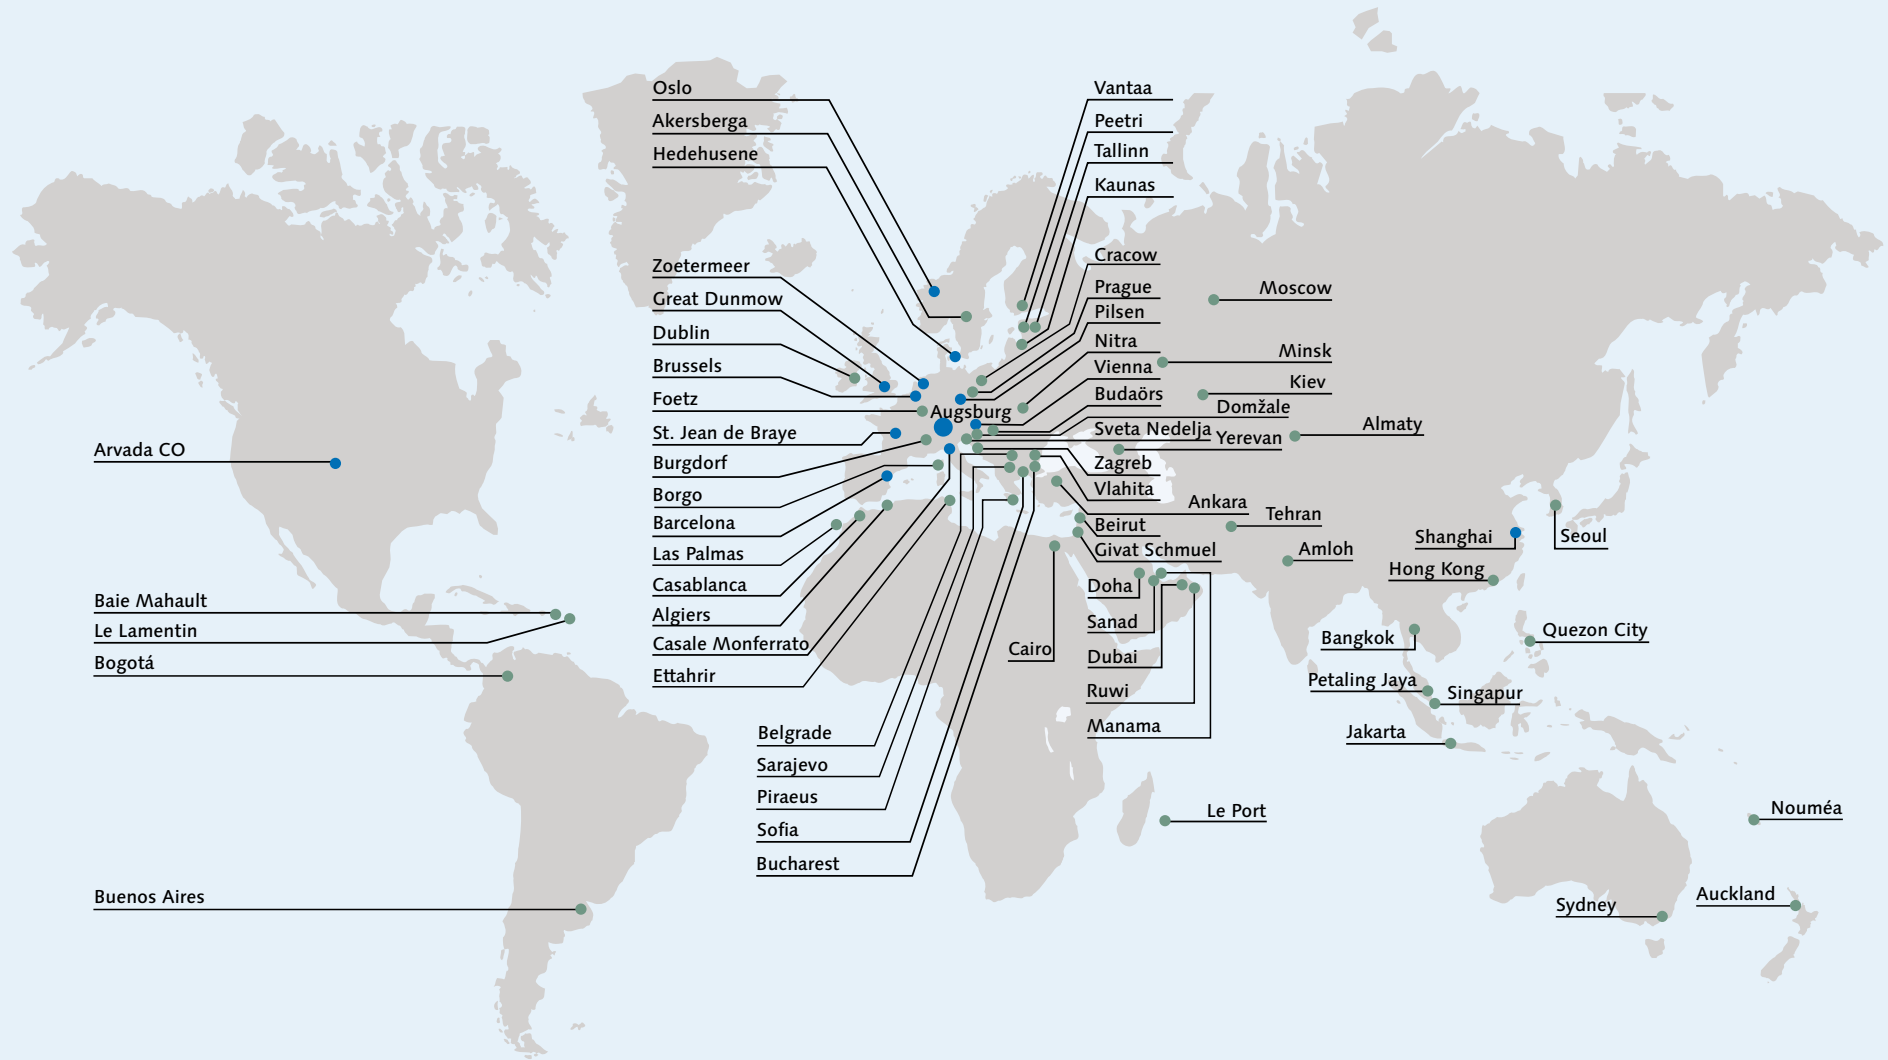 Oslo
Akersberga
Hedehusene
Zoetermeer
Great Dunmow
Dublin
Brussels
Foetz
St. Jean de Braye
Burgdorf
Borgo
Barcelona
Las Palmas
Casablanca
Algiers
Casale Monferrato
Ettahrir
Augsburg
Arvada CO
Baie Mahault
Le Lamentin
Bogotá
Buenos Aires
Belgrade
Sarajevo
Piraeus
Sofia
Bucharest
Vantaa
Peetri
Tallinn
Kaunas
Cracow
Prague
Pilsen
Nitra
Vienna
Budaörs
Domžale
Sveta Nedelja
Yerevan
Zagreb
Vlahita
Ankara
Beirut
Givat Schmuel
Cairo
Doha
Sanad
Dubai
Ruwi
Manama
Moscow
Minsk
Kiev
Almaty
Tehran
Amloh
Shanghai
Seoul
Hong Kong
Bangkok
Quezon City
Petaling Jaya
Singapur
Jakarta
Le Port
Nouméa
Sydney
Auckland